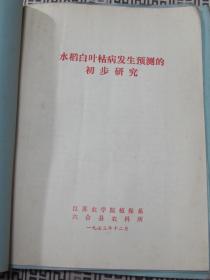 水稻白叶枯病发生预测的
初步研究
江苏农学院植保系
六合县农科所
一九七三年十二月